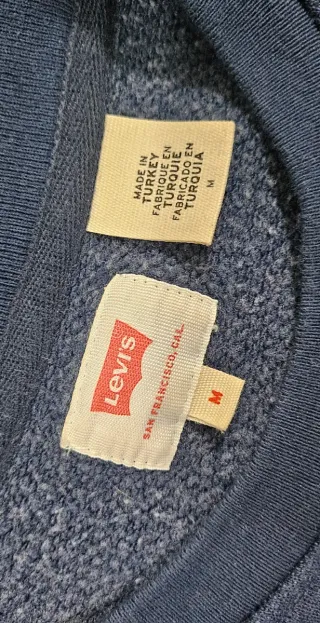 MADE IN
TURKEY
FABRIQUE EN
TURQUIE
FABRICADO EN
TURQUIA
M
LEVI'S
SAN FRANCISCO, CAL.
M